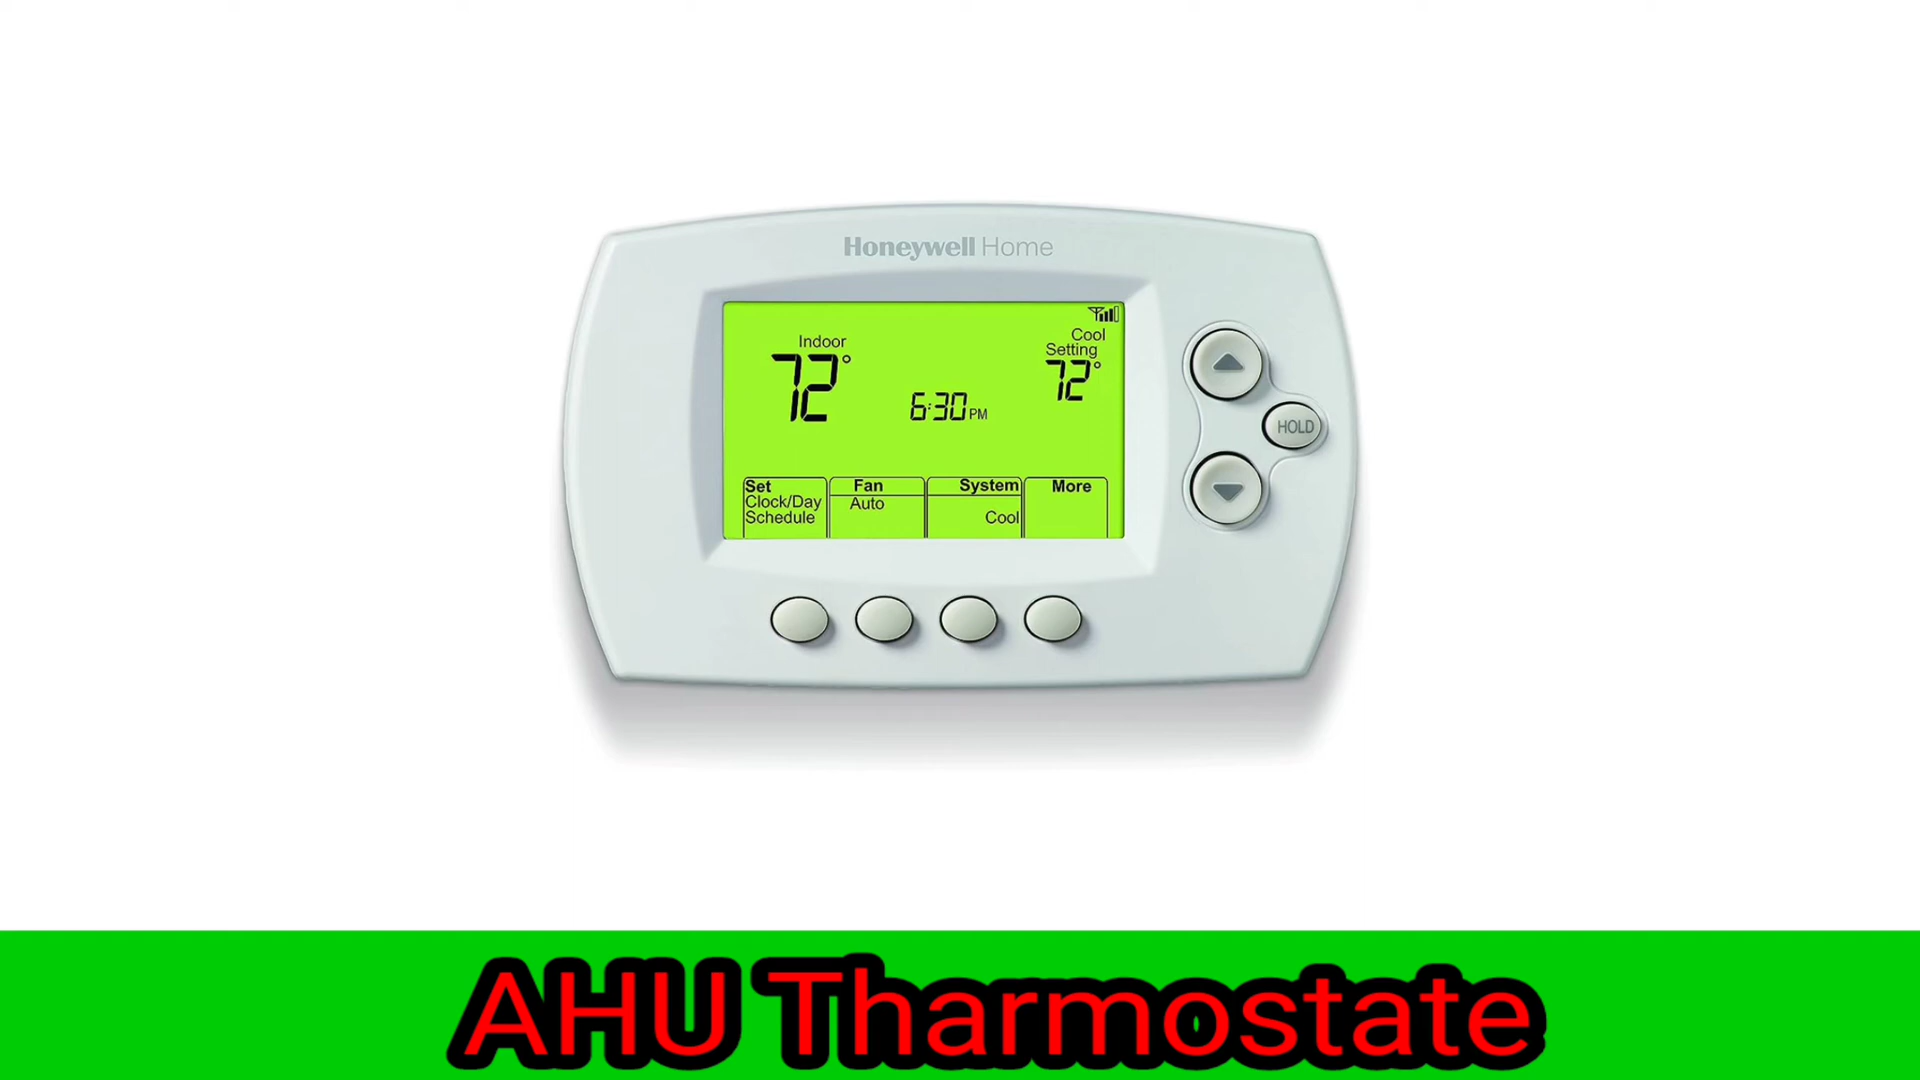 Honeywell Home
Indoor
72°
6:30 PM
Cool
Setting
72°
Set
Clock/Day
Schedule
Fan
Auto
System
Cool
More
HOLD
AHU Tharmostate